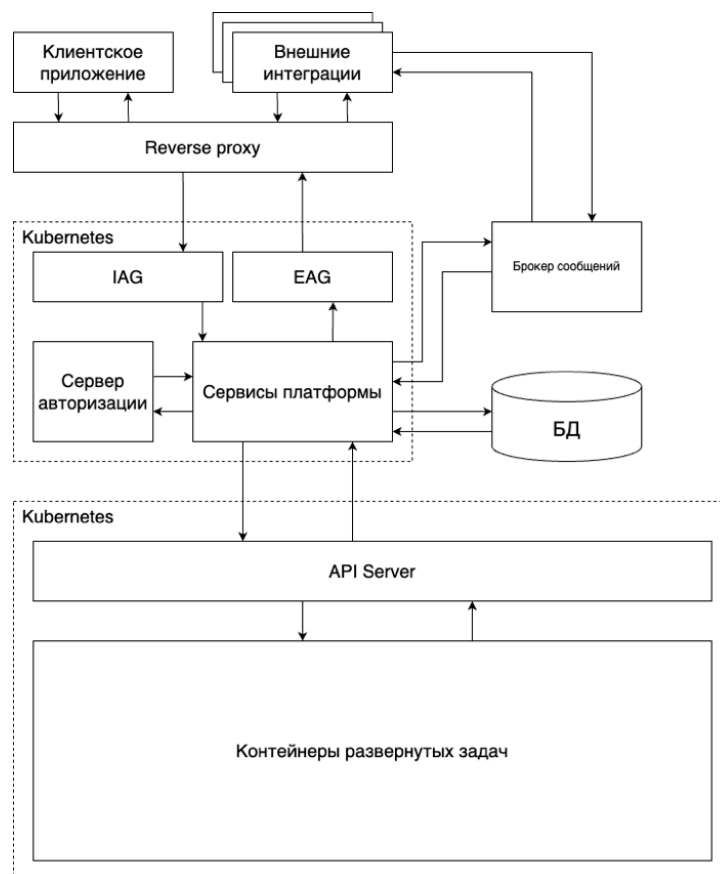 Клиентское
приложение
Внешние
интеграции
Reverse proxy
Kubernetes
IAG
EAG
Брокер сообщений
Сервер
авторизации
Сервисы платформы
БД
Kubernetes
API Server
Контейнеры развернутых задач